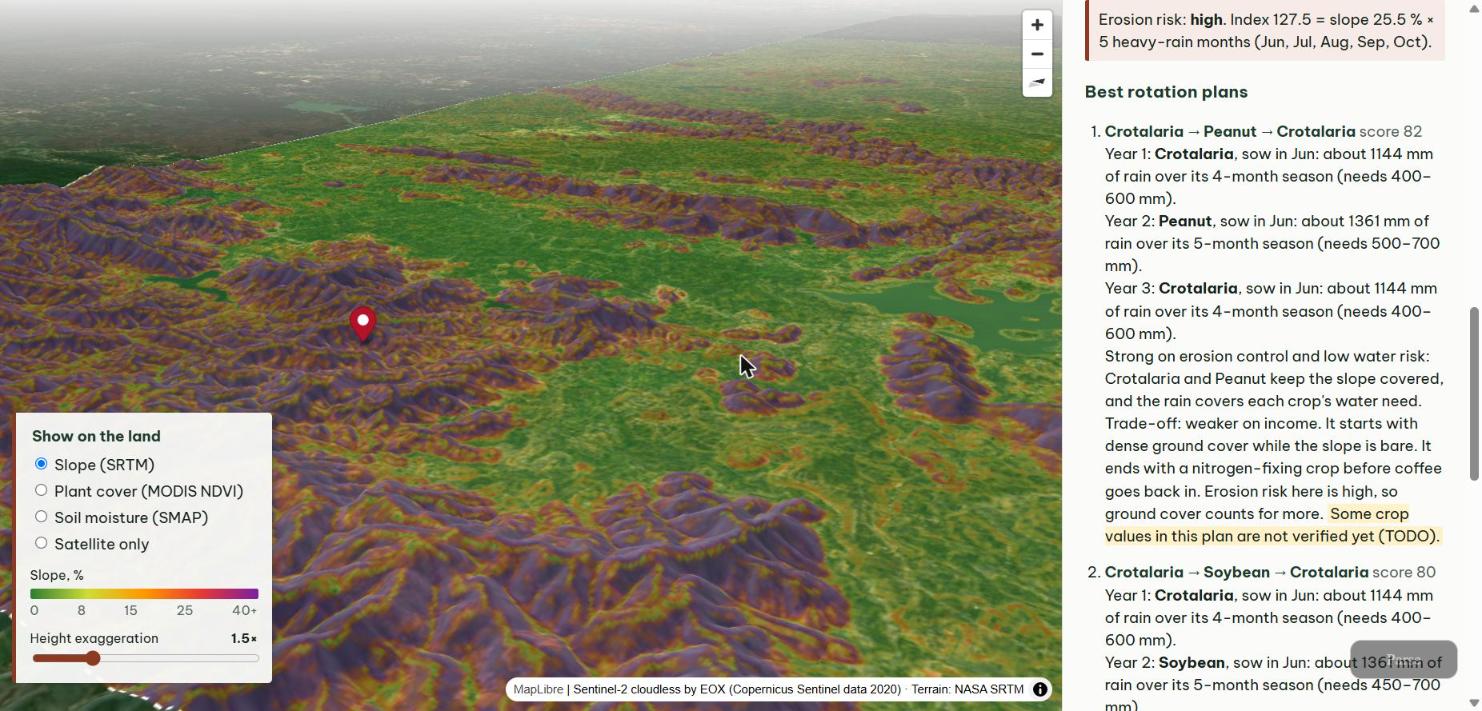 Show on the land
Slope (SRTM)
Plant cover (MODIS NDVI)
Soil moisture (SMAP)
Satellite only
Slope, %
0 8 15 25 40+
Height exaggeration 1.5×
MapLibre | Sentinel-2 cloudless by EOX (Copernicus Sentinel data 2020) · Terrain: NASA SRTM
Erosion risk: high. Index 127.5 = slope 25.5 % ×
5 heavy-rain months (Jun, Jul, Aug, Sep, Oct).
Best rotation plans
1. Crotalaria → Peanut → Crotalaria score 82
Year 1: Crotalaria, sow in Jun: about 1144 mm
of rain over its 4-month season (needs 400–
600 mm).
Year 2: Peanut, sow in Jun: about 1361 mm of
rain over its 5-month season (needs 500–700
mm).
Year 3: Crotalaria, sow in Jun: about 1144 mm
of rain over its 4-month season (needs 400–
600 mm).
Strong on erosion control and low water risk:
Crotalaria and Peanut keep the slope covered,
and the rain covers each crop's water need.
Trade-off: weaker on income. It starts with
dense ground cover while the slope is bare. It
ends with a nitrogen-fixing crop before coffee
goes back in. Erosion risk here is high, so
ground cover counts for more. Some crop
values in this plan are not verified yet (TODO).
2. Crotalaria → Soybean → Crotalaria score 80
Year 1: Crotalaria, sow in Jun: about 1144 mm
of rain over its 4-month season (needs 400–
600 mm).
Year 2: Soybean, sow in Jun: about 1361 mm of
rain over its 5-month season (needs 450–700
mm).